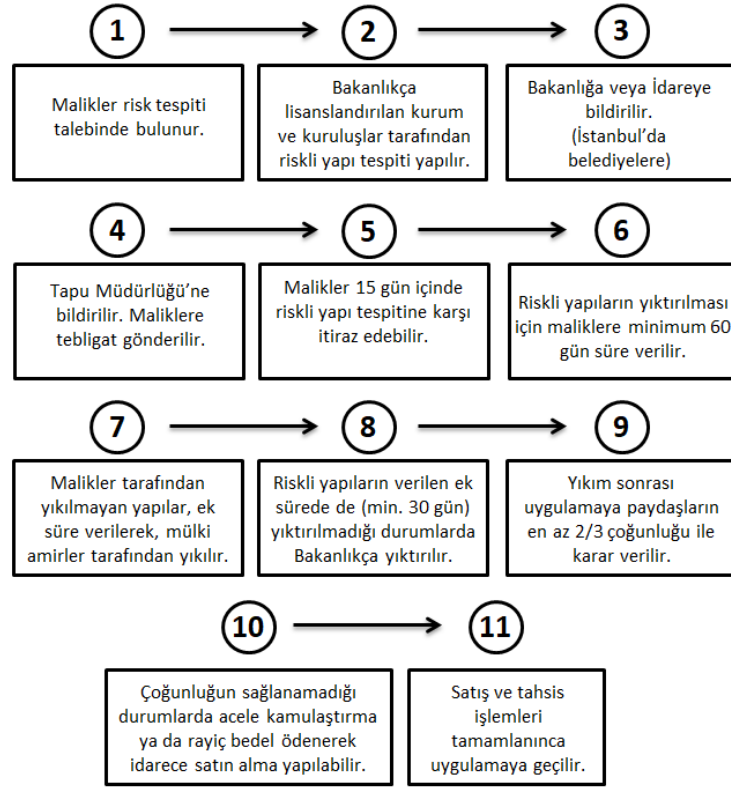 1
2
3
Malikler risk tespiti
talebinde bulunur.
Bakanlıkça
lisanslandırılan kurum
ve kuruluşlar tarafından
riskli yapı tespiti yapılır.
Bakanlığa veya İdareye
bildirilir.
(İstanbul'da
belediyelere)
4
5
6
Tapu Müdürlüğü'ne
bildirilir. Maliklere
tebligat gönderilir.
Malikler 15 gün içinde
riskli yapı tespitine karşı
itiraz edebilir.
Riskli yapıların yıktırılması
için maliklere minimum 60
gün süre verilir.
7
8
9
Malikler tarafından
yıkılmayan yapılar, ek
süre verilerek, mülki
amirler tarafından yıkılır.
Riskli yapıların verilen ek
sürede de (min. 30 gün)
yıktırılmadığı durumlarda
Bakanlıkça yıktırılır.
Yıkım sonrası
uygulamaya paydaşların
en az 2/3 çoğunluğu ile
karar verilir.
10
11
Çoğunluğun sağlanamadığı
durumlarda acele kamulaştırma
ya da rayiç bedel ödenerek
idarece satın alma yapılabilir.
Satış ve tahsis
işlemleri
tamamlanınca
uygulamaya geçilir.